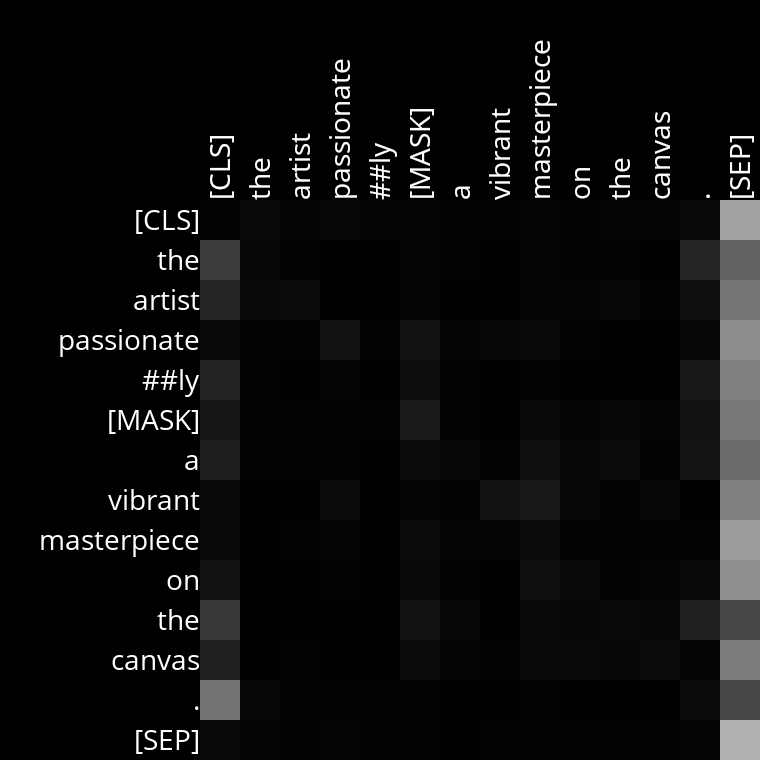 [CLS] the artist passionate ##ly [MASK] a vibrant masterpiece on the canvas . [SEP]
[CLS]
the
artist
passionate
##ly
[MASK]
a
vibrant
masterpiece
on
the
canvas
.
[SEP]